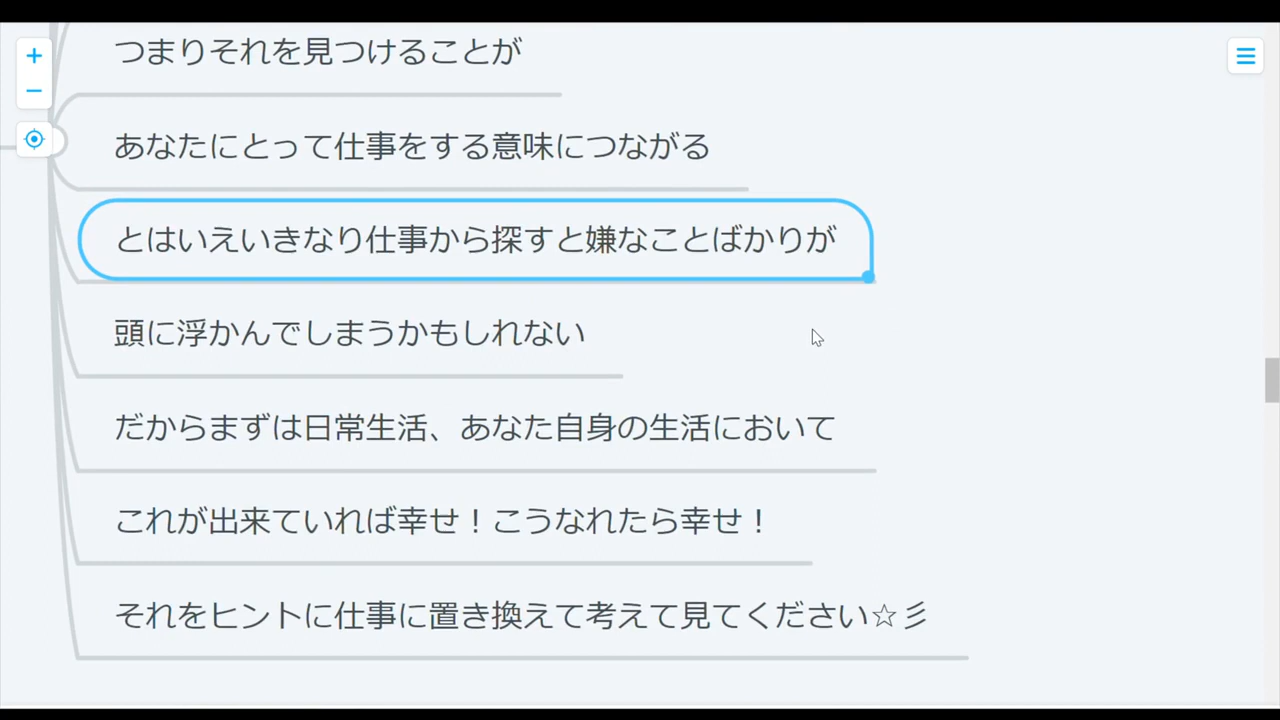 つまりそれを見つけることが
あなたにとって仕事をする意味につながる
とはいえいきなり仕事から探すと嫌なことばかりが
頭に浮かんでしまうかもしれない
だからまずは日常生活、あなた自身の生活において
これが出来ていれば幸せ！こうなれたら幸せ！
それをヒントに仕事に置き換えて考えて見てください☆彡